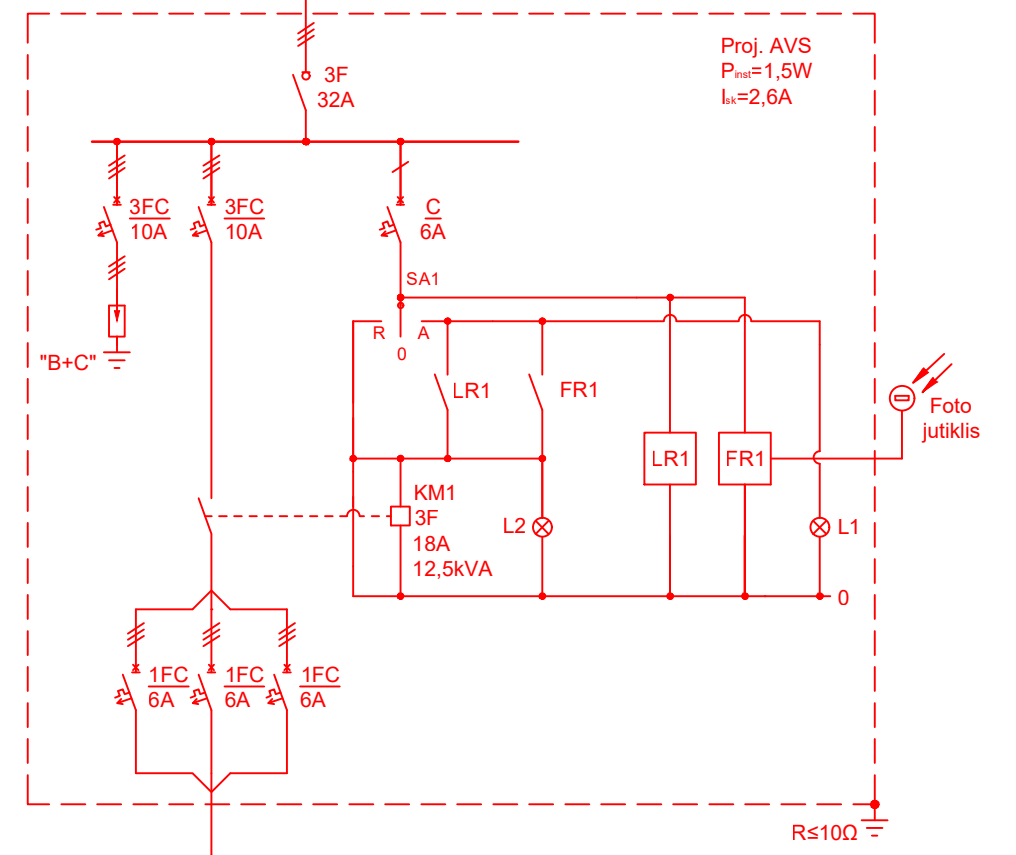 Proj. AVS
Pinst=1,5W
Isk=2,6A
3F
32A
3FC
10A
3FC
10A
C
6A
SA1
R
A
0
"B+C"
LR1
FR1
Foto
jutiklis
LR1
FR1
KM1
3F
18A
12,5kVA
L2
L1
0
1FC
6A
1FC
6A
1FC
6A
R≤10Ω